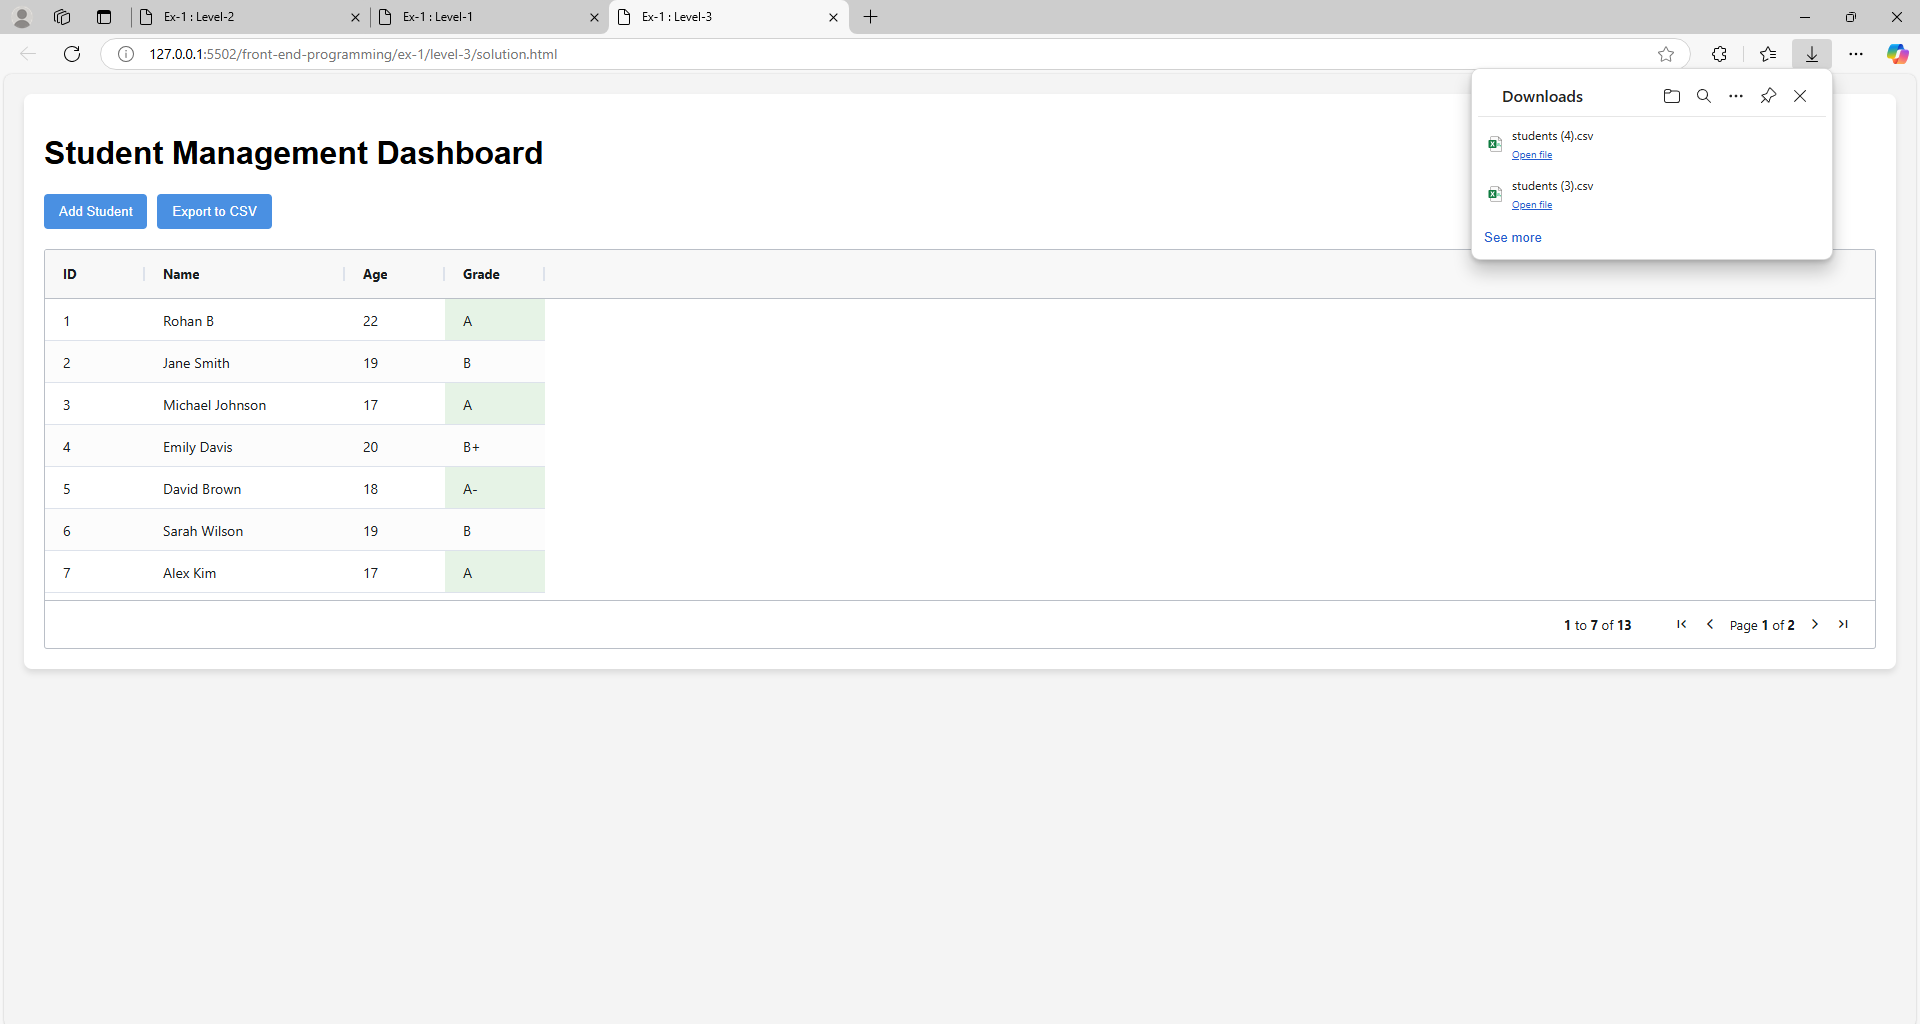 Ex-1 : Level-2
Ex-1 : Level-1
Ex-1 : Level-3
127.0.0.1:5502/front-end-programming/ex-1/level-3/solution.html
Downloads
students (4).csv
Open file
students (3).csv
Open file
See more
Student Management Dashboard
Add Student Export to CSV
ID Name Age Grade
1 Rohan B 22 A
2 Jane Smith 19 B
3 Michael Johnson 17 A
4 Emily Davis 20 B+
5 David Brown 18 A-
6 Sarah Wilson 19 B
7 Alex Kim 17 A
1 to 7 of 13 Page 1 of 2